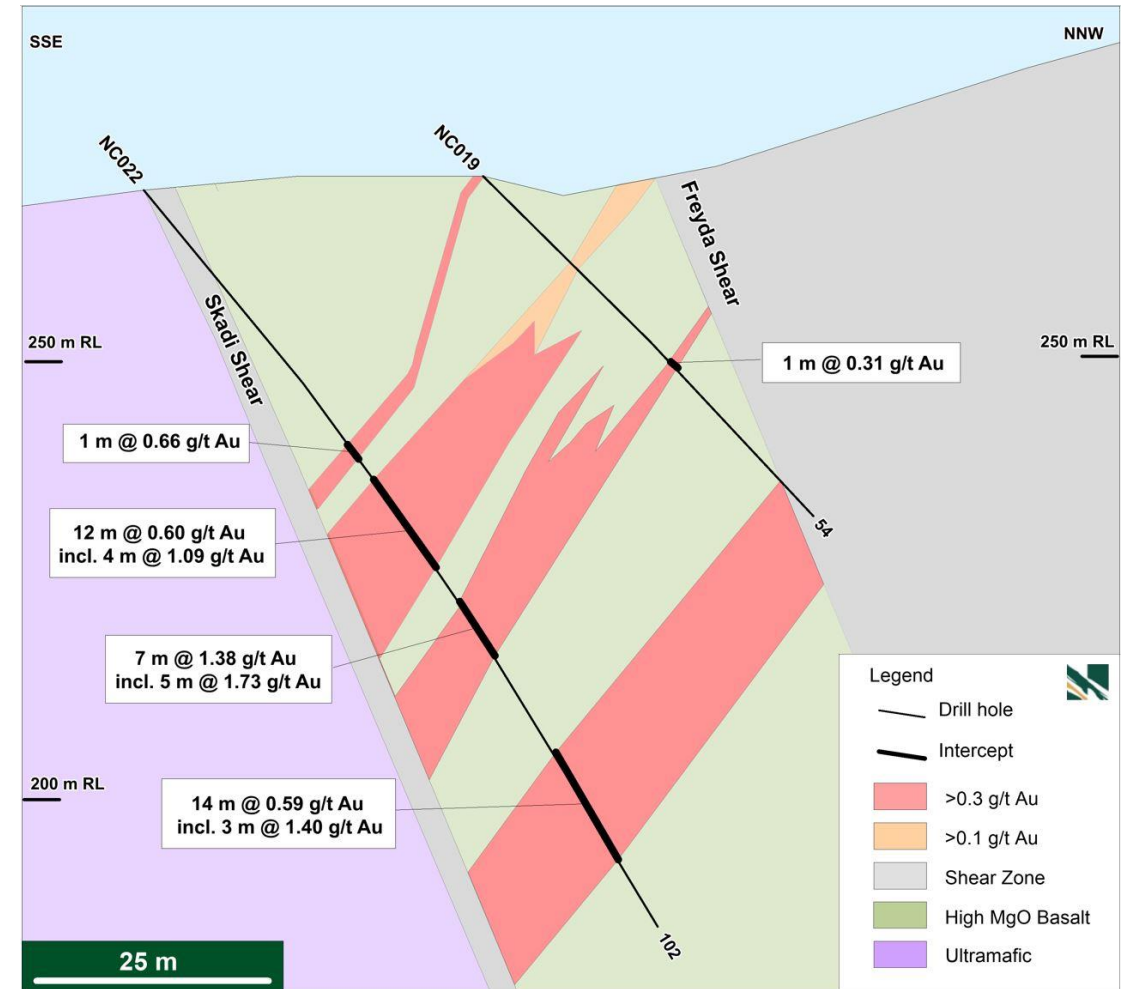 SSE
NNW
NC022
NC019
Freyda Shear
Skadi Shear
250 m RL
250 m RL
1 m @ 0.31 g/t Au
1 m @ 0.66 g/t Au
12 m @ 0.60 g/t Au
incl. 4 m @ 1.09 g/t Au
54
7 m @ 1.38 g/t Au
incl. 5 m @ 1.73 g/t Au
200 m RL
14 m @ 0.59 g/t Au
incl. 3 m @ 1.40 g/t Au
102
25 m
Legend
Drill hole
Intercept
>0.3 g/t Au
>0.1 g/t Au
Shear Zone
High MgO Basalt
Ultramafic